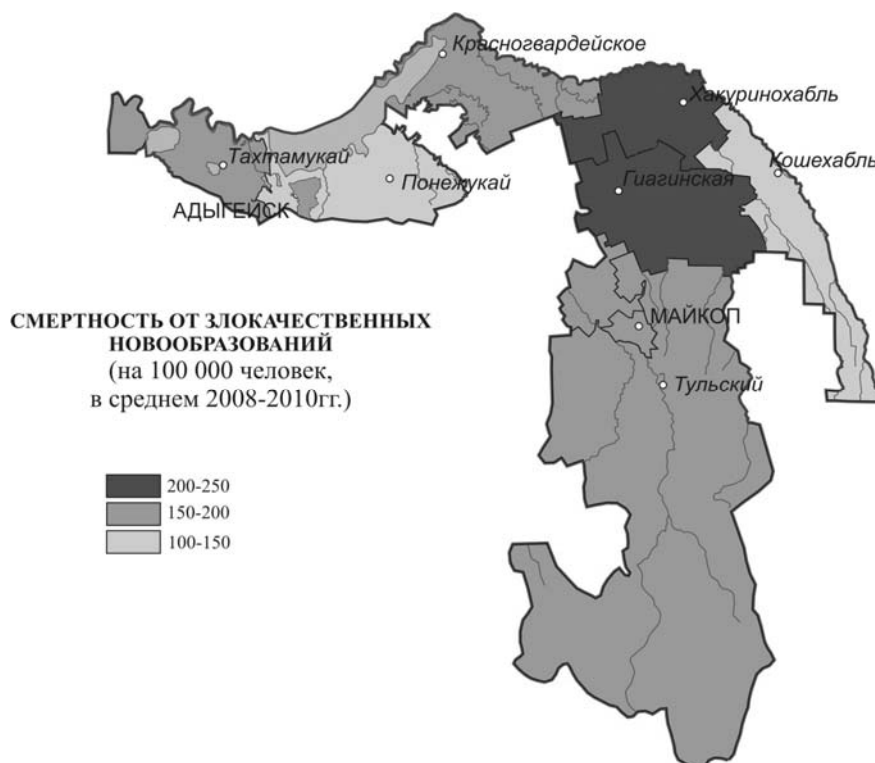 Красногвардейское
Хакуринохабль
Тахтамукай
Кошехабль
Понежукай
Гиагинская
АДЫГЕЙСК
СМЕРТНОСТЬ ОТ ЗЛОКАЧЕСТВЕННЫХ
НОВООБРАЗОВАНИЙ
(на 100 000 человек,
в среднем 2008-2010гг.)
МАЙКОП
Тульский
200-250
150-200
100-150